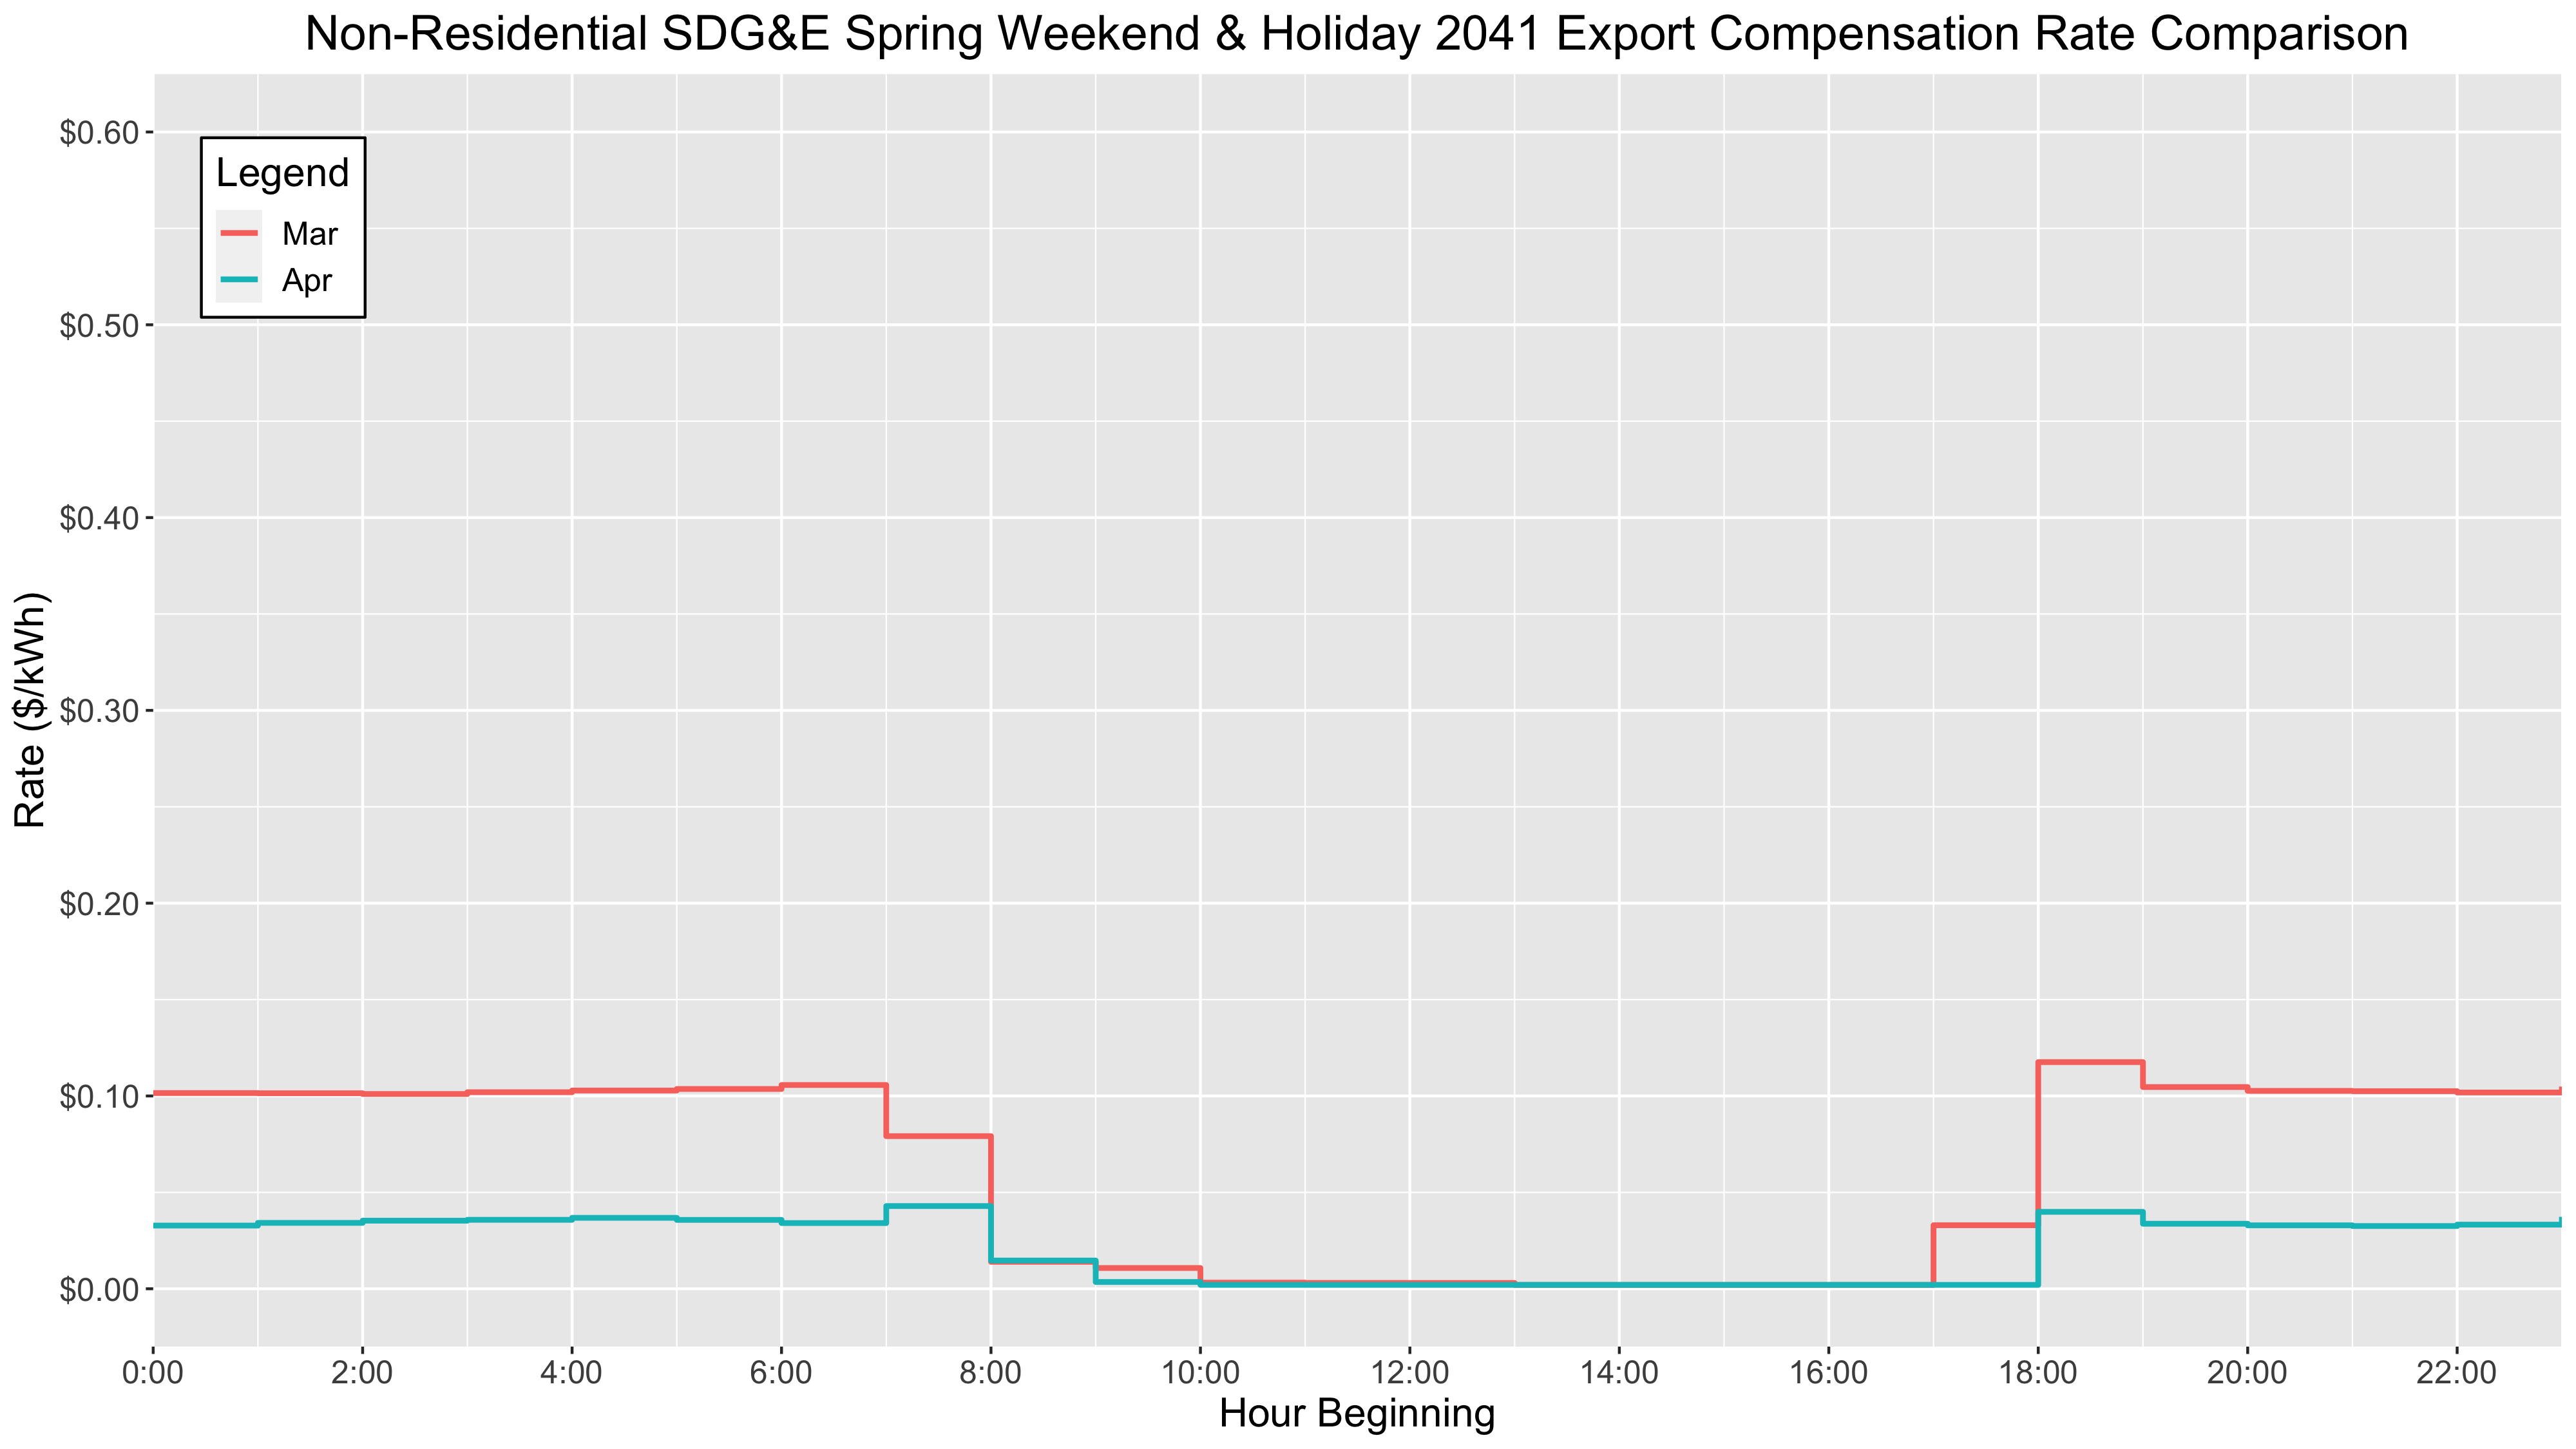 Non-Residential SDG&E Spring Weekend & Holiday 2041 Export Compensation Rate Comparison
$0.60
Legend
Mar
Apr
$0.50
$0.40
Rate ($/kWh)
$0.30
$0.20
$0.10
$0.00
0:00 2:00 4:00 6:00 8:00 10:00 12:00 14:00 16:00 18:00 20:00 22:00
Hour Beginning